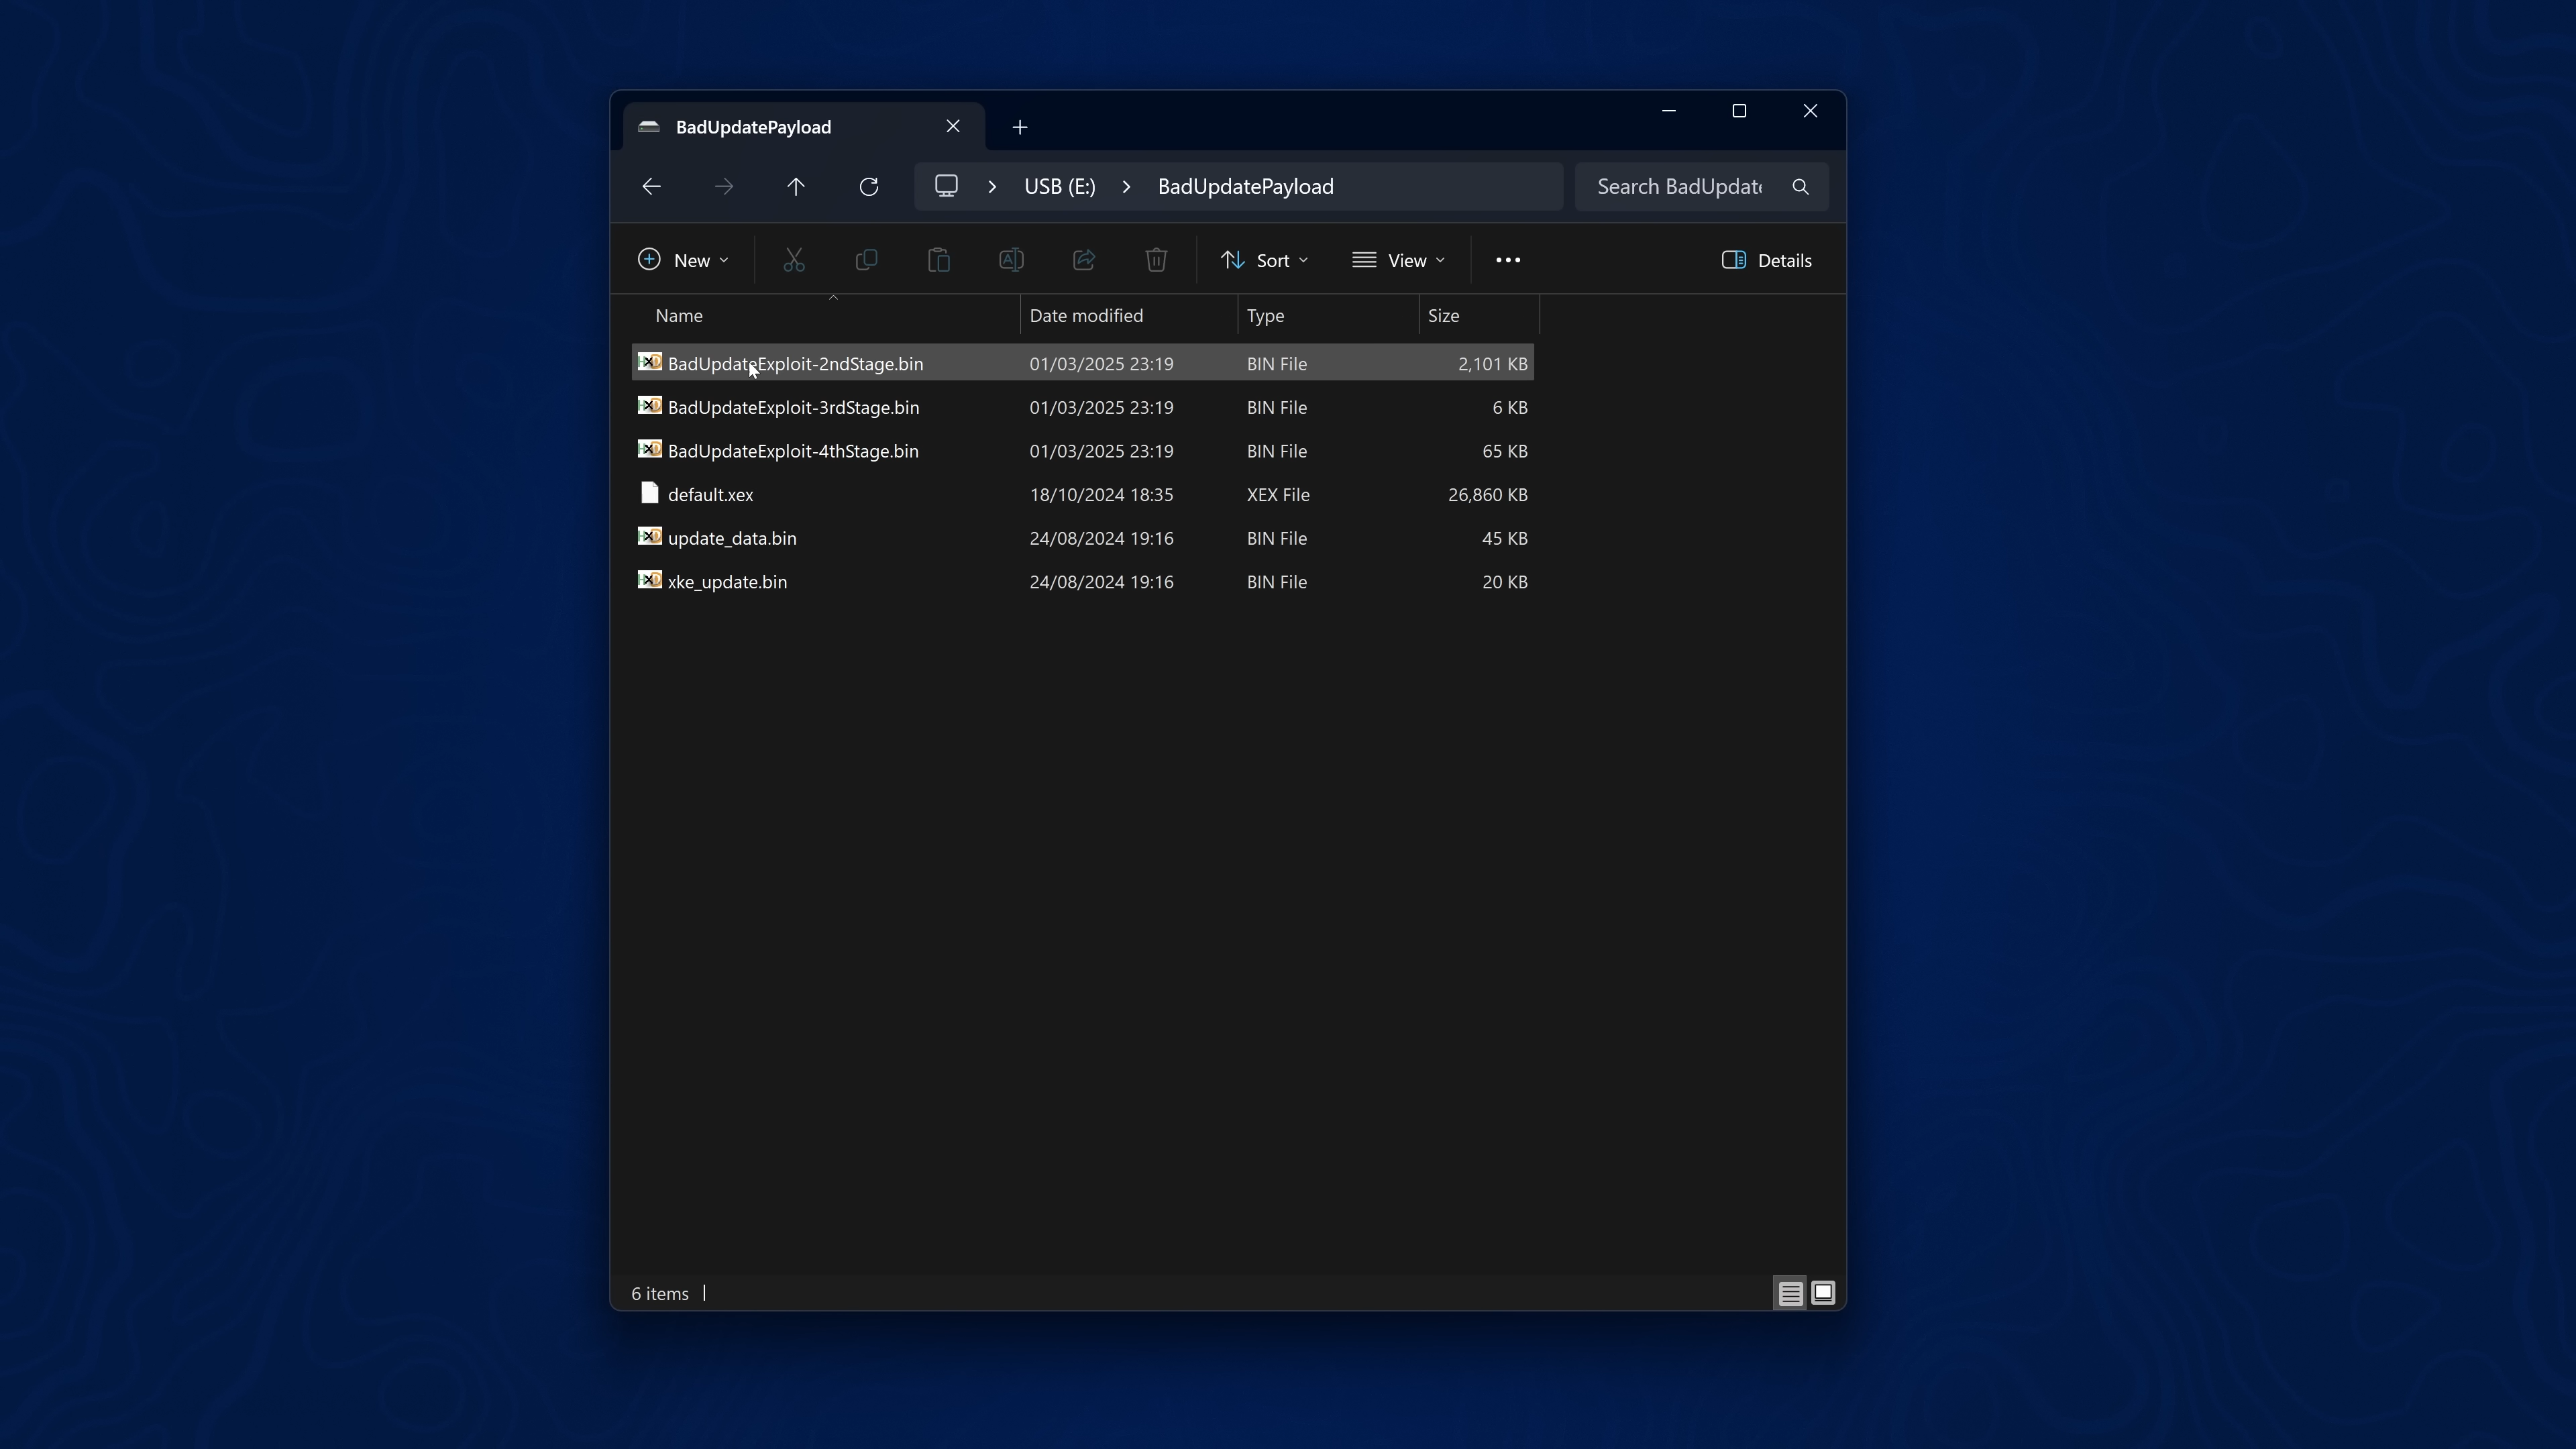 BadUpdatePayload
USB (E:) BadUpdatePayload Search BadUpdate
New Sort View Details
Name Date modified Type Size
BadUpdateExploit-2ndStage.bin 01/03/2025 23:19 BIN File 2,101 KB
BadUpdateExploit-3rdStage.bin 01/03/2025 23:19 BIN File 6 KB
BadUpdateExploit-4thStage.bin 01/03/2025 23:19 BIN File 65 KB
default.xex 18/10/2024 18:35 XEX File 26,860 KB
update_data.bin 24/08/2024 19:16 BIN File 45 KB
xke_update.bin 24/08/2024 19:16 BIN File 20 KB
6 items